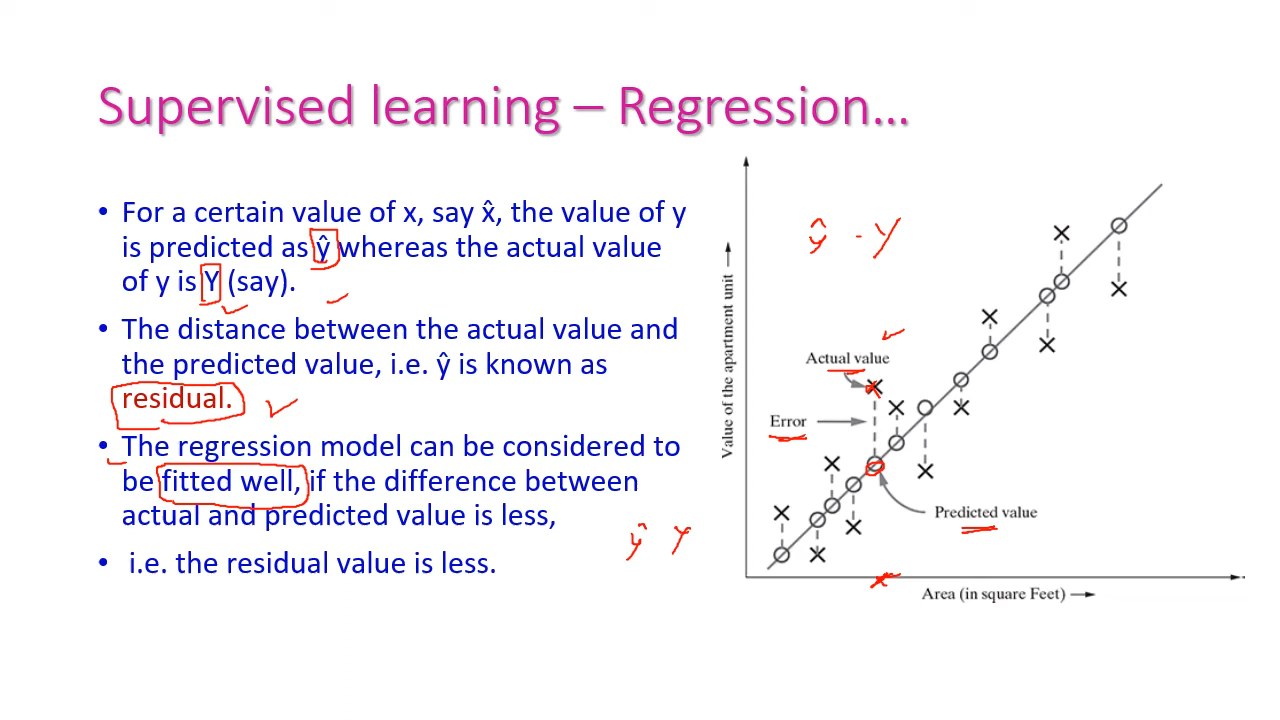 Supervised learning – Regression...
• For a certain value of x, say x̂, the value of y
is predicted as ŷ whereas the actual value
of y is Y (say).
• The distance between the actual value and
the predicted value, i.e. ŷ is known as
residual.
• The regression model can be considered to
be fitted well, if the difference between
actual and predicted value is less,
• i.e. the residual value is less.
ŷ Y
ŷ - Y
Value of the apartment unit
Actual value
Error
Predicted value
Area (in square Feet)